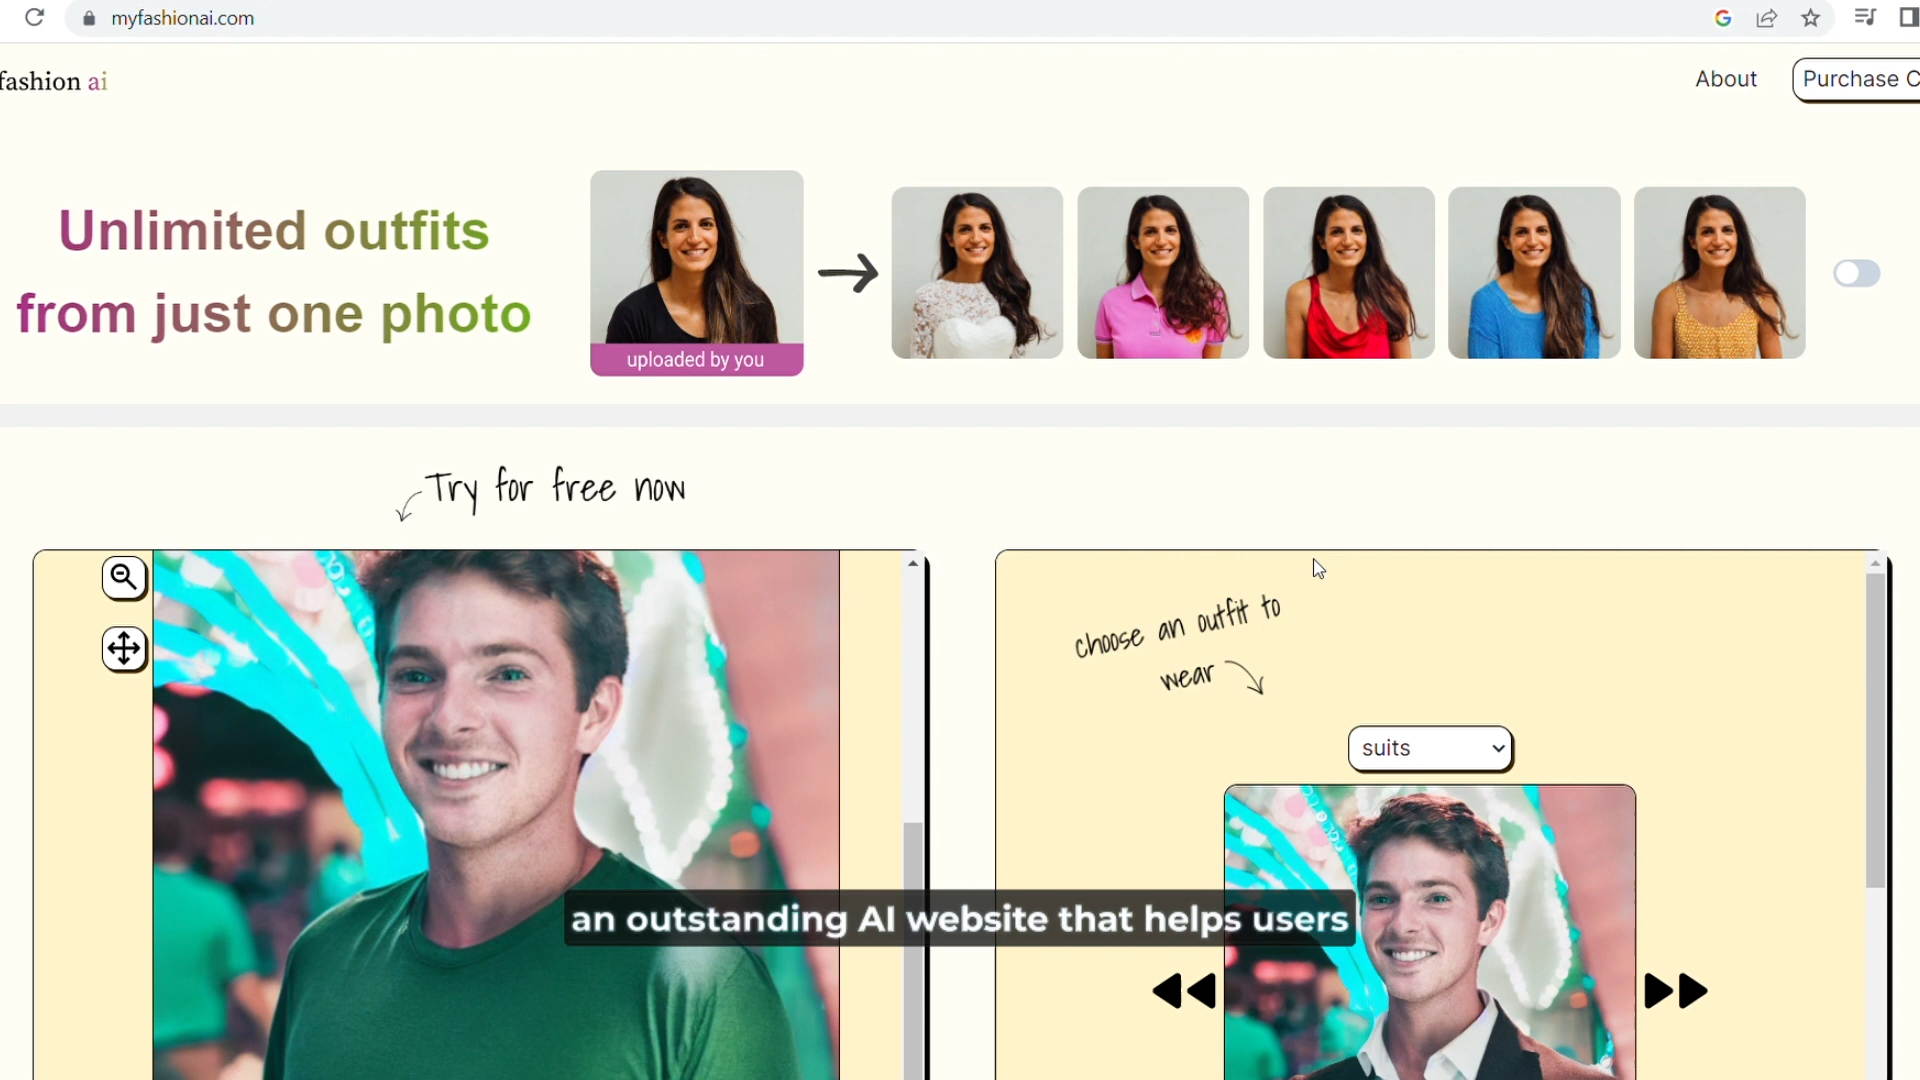 myfashionai.com
fashion ai
About
Purchase C
Unlimited outfits
from just one photo
uploaded by you
Try for free now
choose an outfit to
wear
suits
an outstanding AI website that helps users